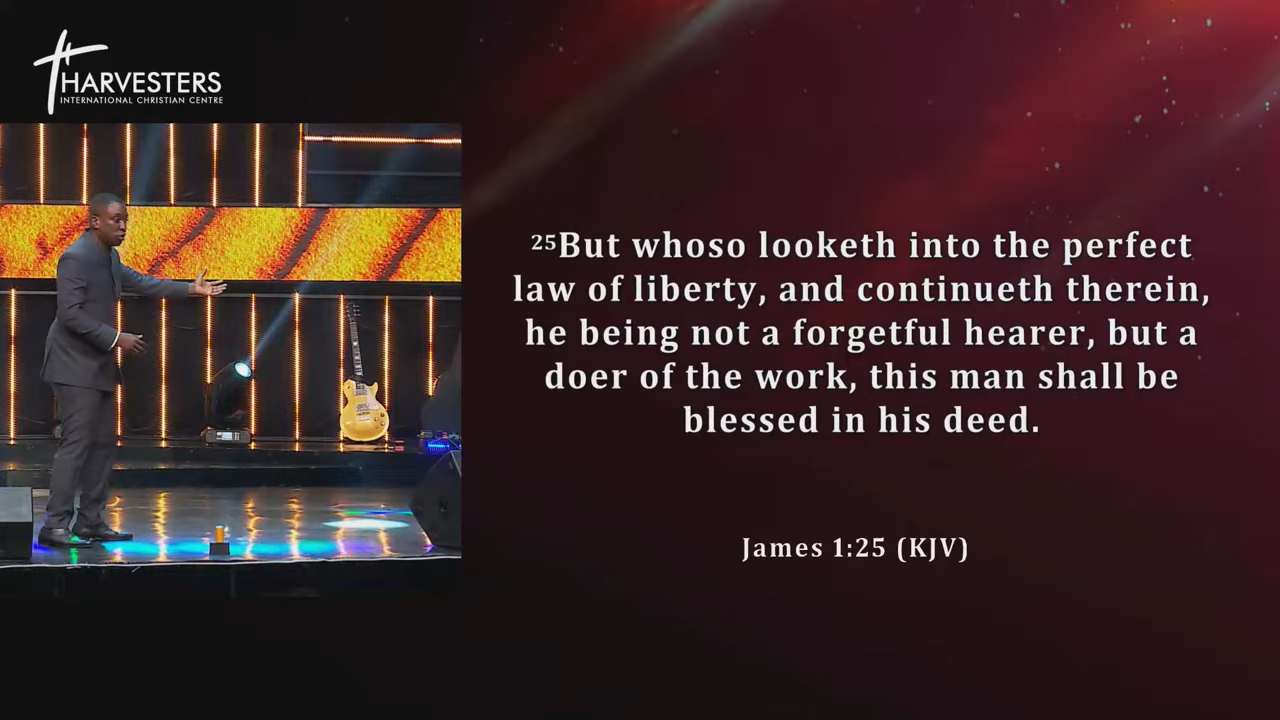 HARVESTERS
INTERNATIONAL CHRISTIAN CENTRE
25But whoso looketh into the perfect
law of liberty, and continueth therein,
he being not a forgetful hearer, but a
doer of the work, this man shall be
blessed in his deed.
James 1:25 (KJV)